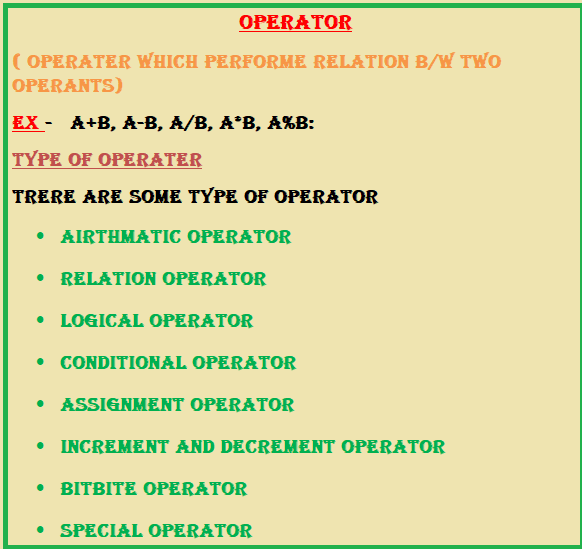 OPERATOR
( OPERATER WHICH PERFORME RELATION B/W TWO
OPERANTS)
EX - A+B, A-B, A/B, A*B, A%B:
TYPE OF OPERATER
TRERE ARE SOME TYPE OF OPERATOR
• AIRTHMATIC OPERATOR
• RELATION OPERATOR
• LOGICAL OPERATOR
• CONDITIONAL OPERATOR
• ASSIGNMENT OPERATOR
• INCREMENT AND DECREMENT OPERATOR
• BITBITE OPERATOR
• SPECIAL OPERATOR